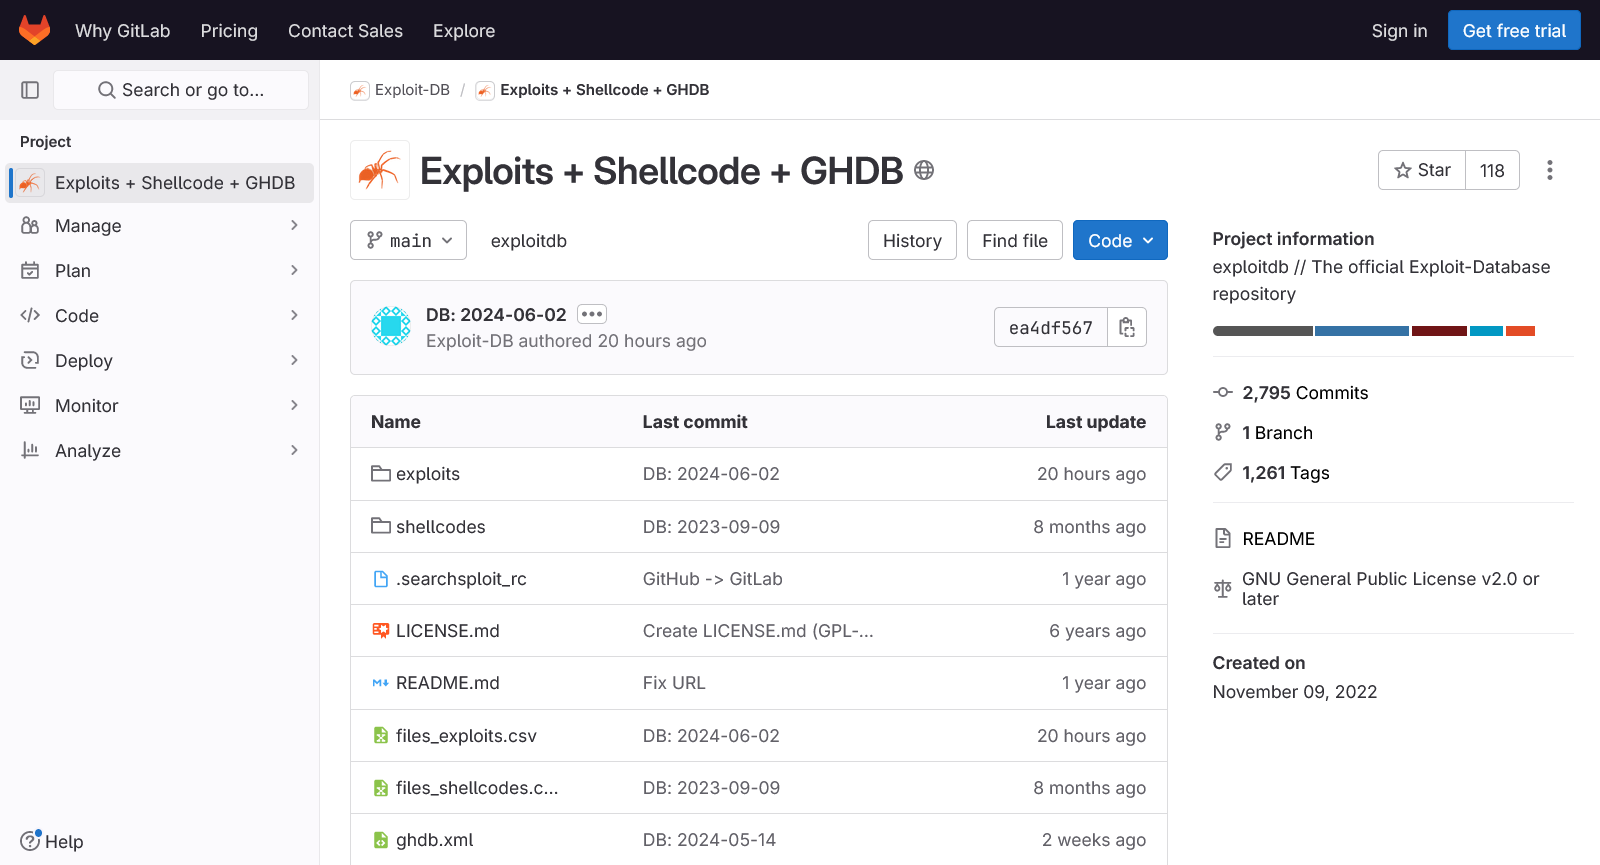 Why GitLab Pricing Contact Sales Explore Sign in Get free trial
Search or go to...
Exploit-DB / Exploits + Shellcode + GHDB
Project
Exploits + Shellcode + GHDB
Manage
Plan
Code
Deploy
Monitor
Analyze
Help
Exploits + Shellcode + GHDB
Star 118
main exploitdb History Find file Code
DB: 2024-06-02
Exploit-DB authored 20 hours ago
ea4df567
Name Last commit Last update
exploits DB: 2024-06-02 20 hours ago
shellcodes DB: 2023-09-09 8 months ago
.searchsploit_rc GitHub -> GitLab 1 year ago
LICENSE.md Create LICENSE.md (GPL-... 6 years ago
README.md Fix URL 1 year ago
files_exploits.csv DB: 2024-06-02 20 hours ago
files_shellcodes.c... DB: 2023-09-09 8 months ago
ghdb.xml DB: 2024-05-14 2 weeks ago
Project information
exploitdb // The official Exploit-Database
repository
2,795 Commits
1 Branch
1,261 Tags
README
GNU General Public License v2.0 or
later
Created on
November 09, 2022